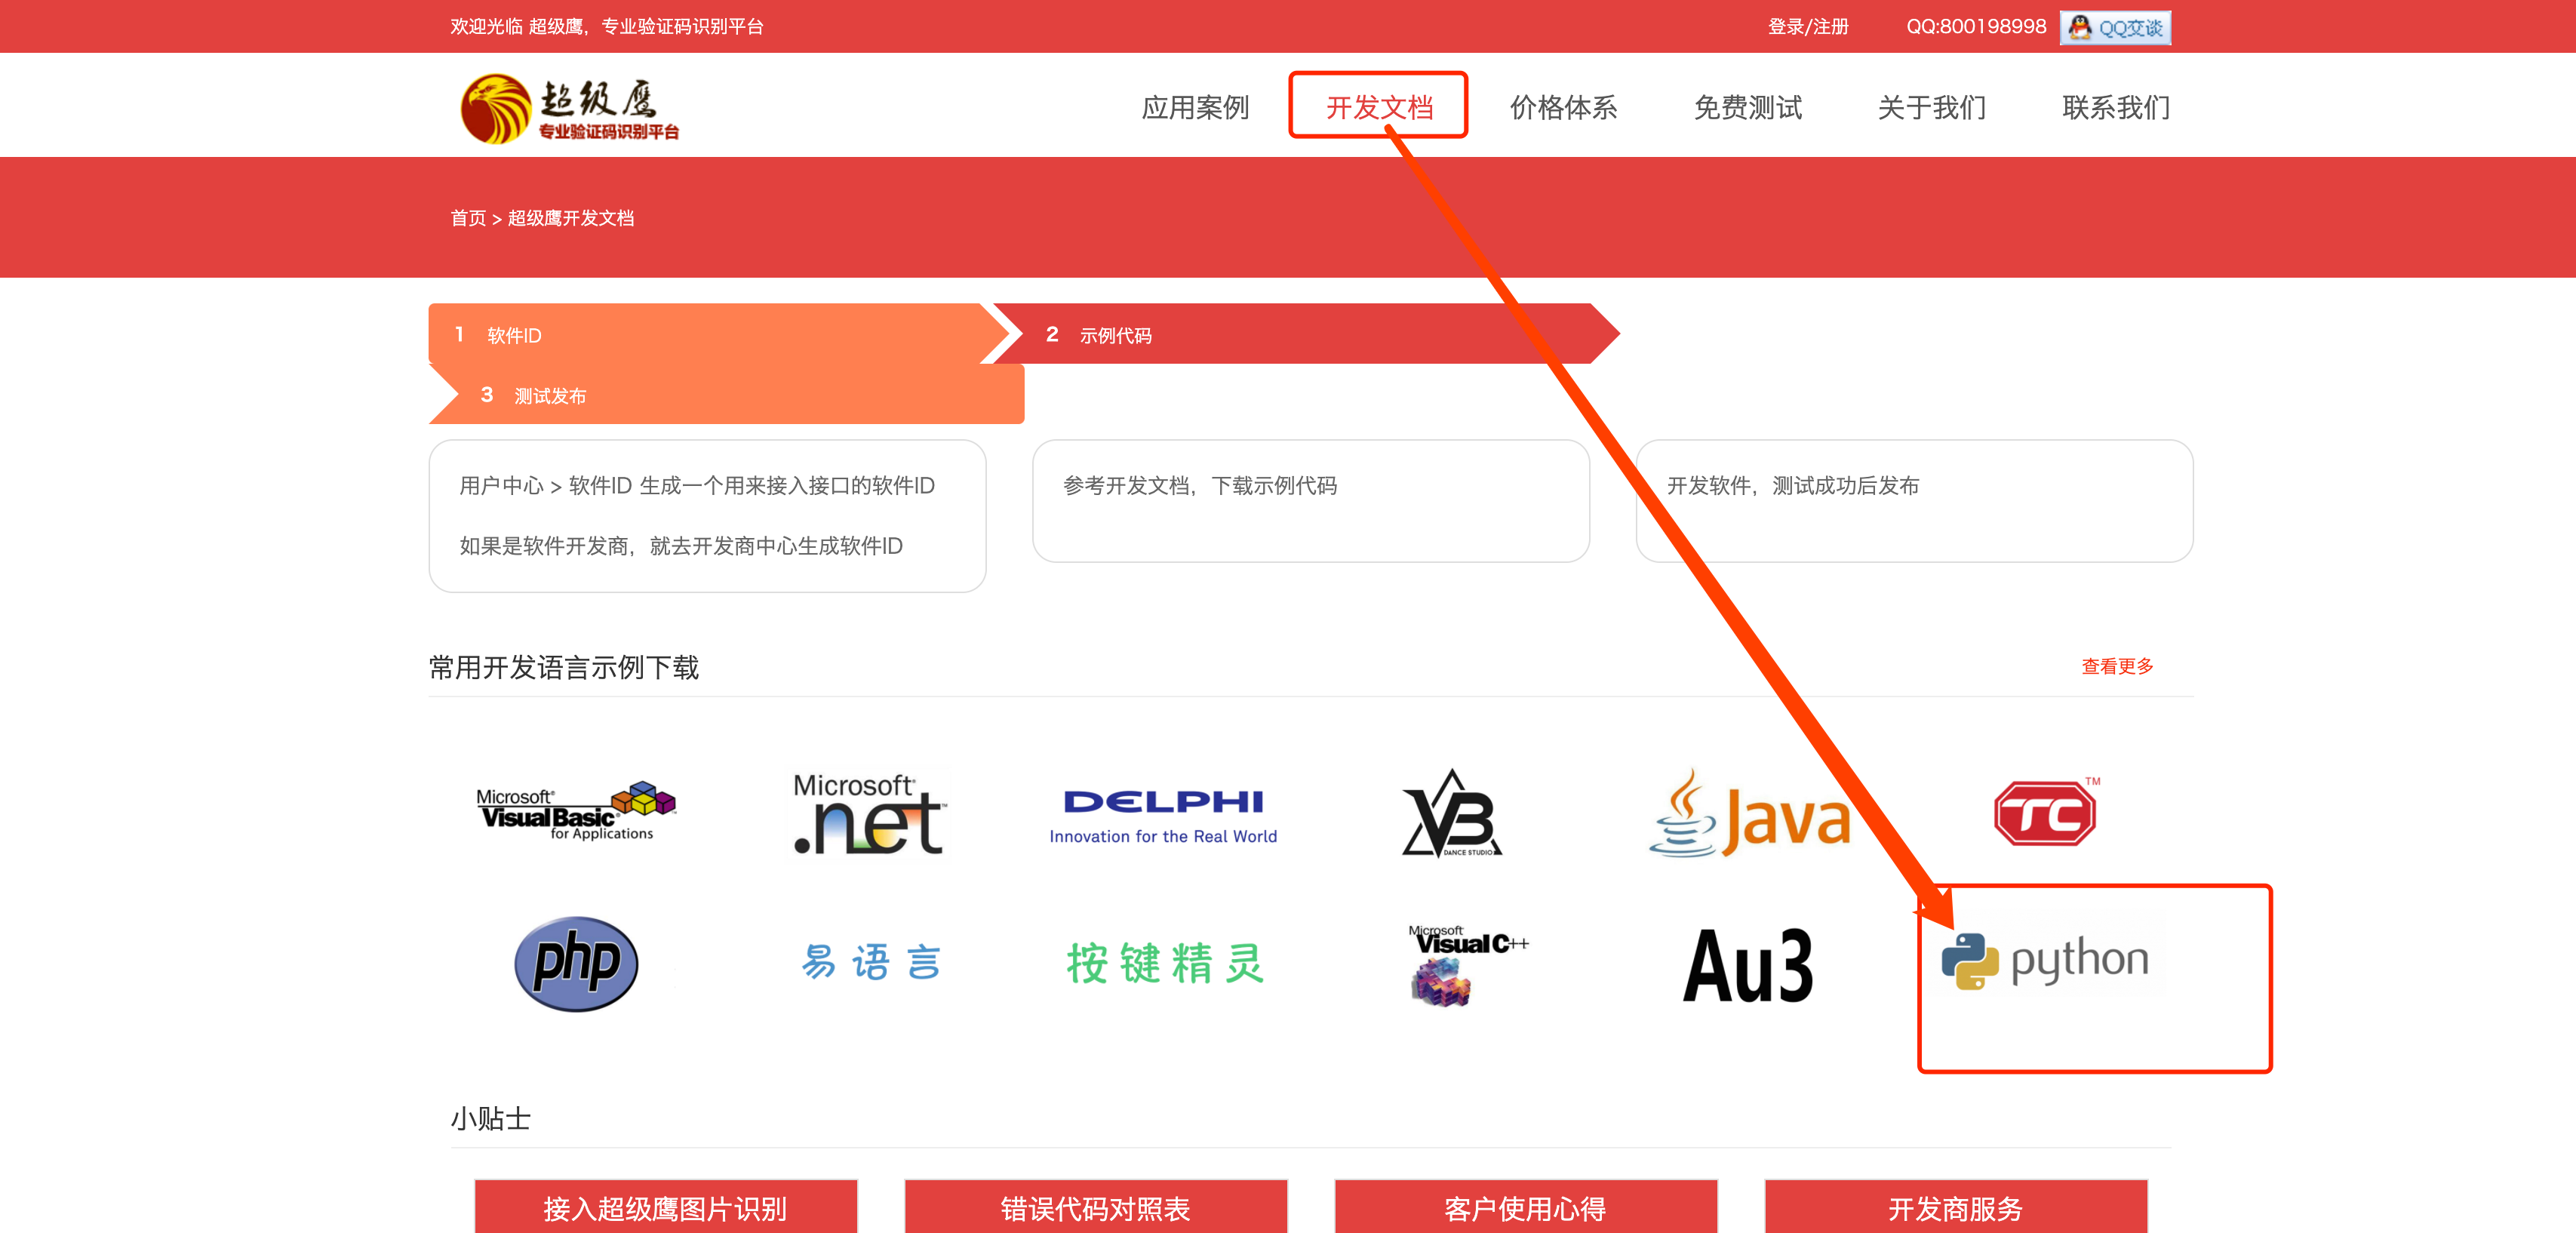 欢迎光临 超级鹰，专业验证码识别平台
登录/注册
QQ:800198998
QQ交谈
超级鹰
专业验证码识别平台
应用案例
开发文档
价格体系
免费测试
关于我们
联系我们
首页 > 超级鹰开发文档
1 软件ID
2 示例代码
3 测试发布
用户中心 > 软件ID 生成一个用来接入接口的软件ID
如果是软件开发商，就去开发商中心生成软件ID
参考开发文档，下载示例代码
开发软件，测试成功后发布
常用开发语言示例下载
查看更多
Microsoft®
Visual Basic®
for Applications
Microsoft®
.net™
DELPHI
Innovation for the Real World
VB
DANCE STUDIO
Java
TC™
php
易语言
按键精灵
Microsoft
Visual C++
Au3
python
小贴士
接入超级鹰图片识别
错误代码对照表
客户使用心得
开发商服务